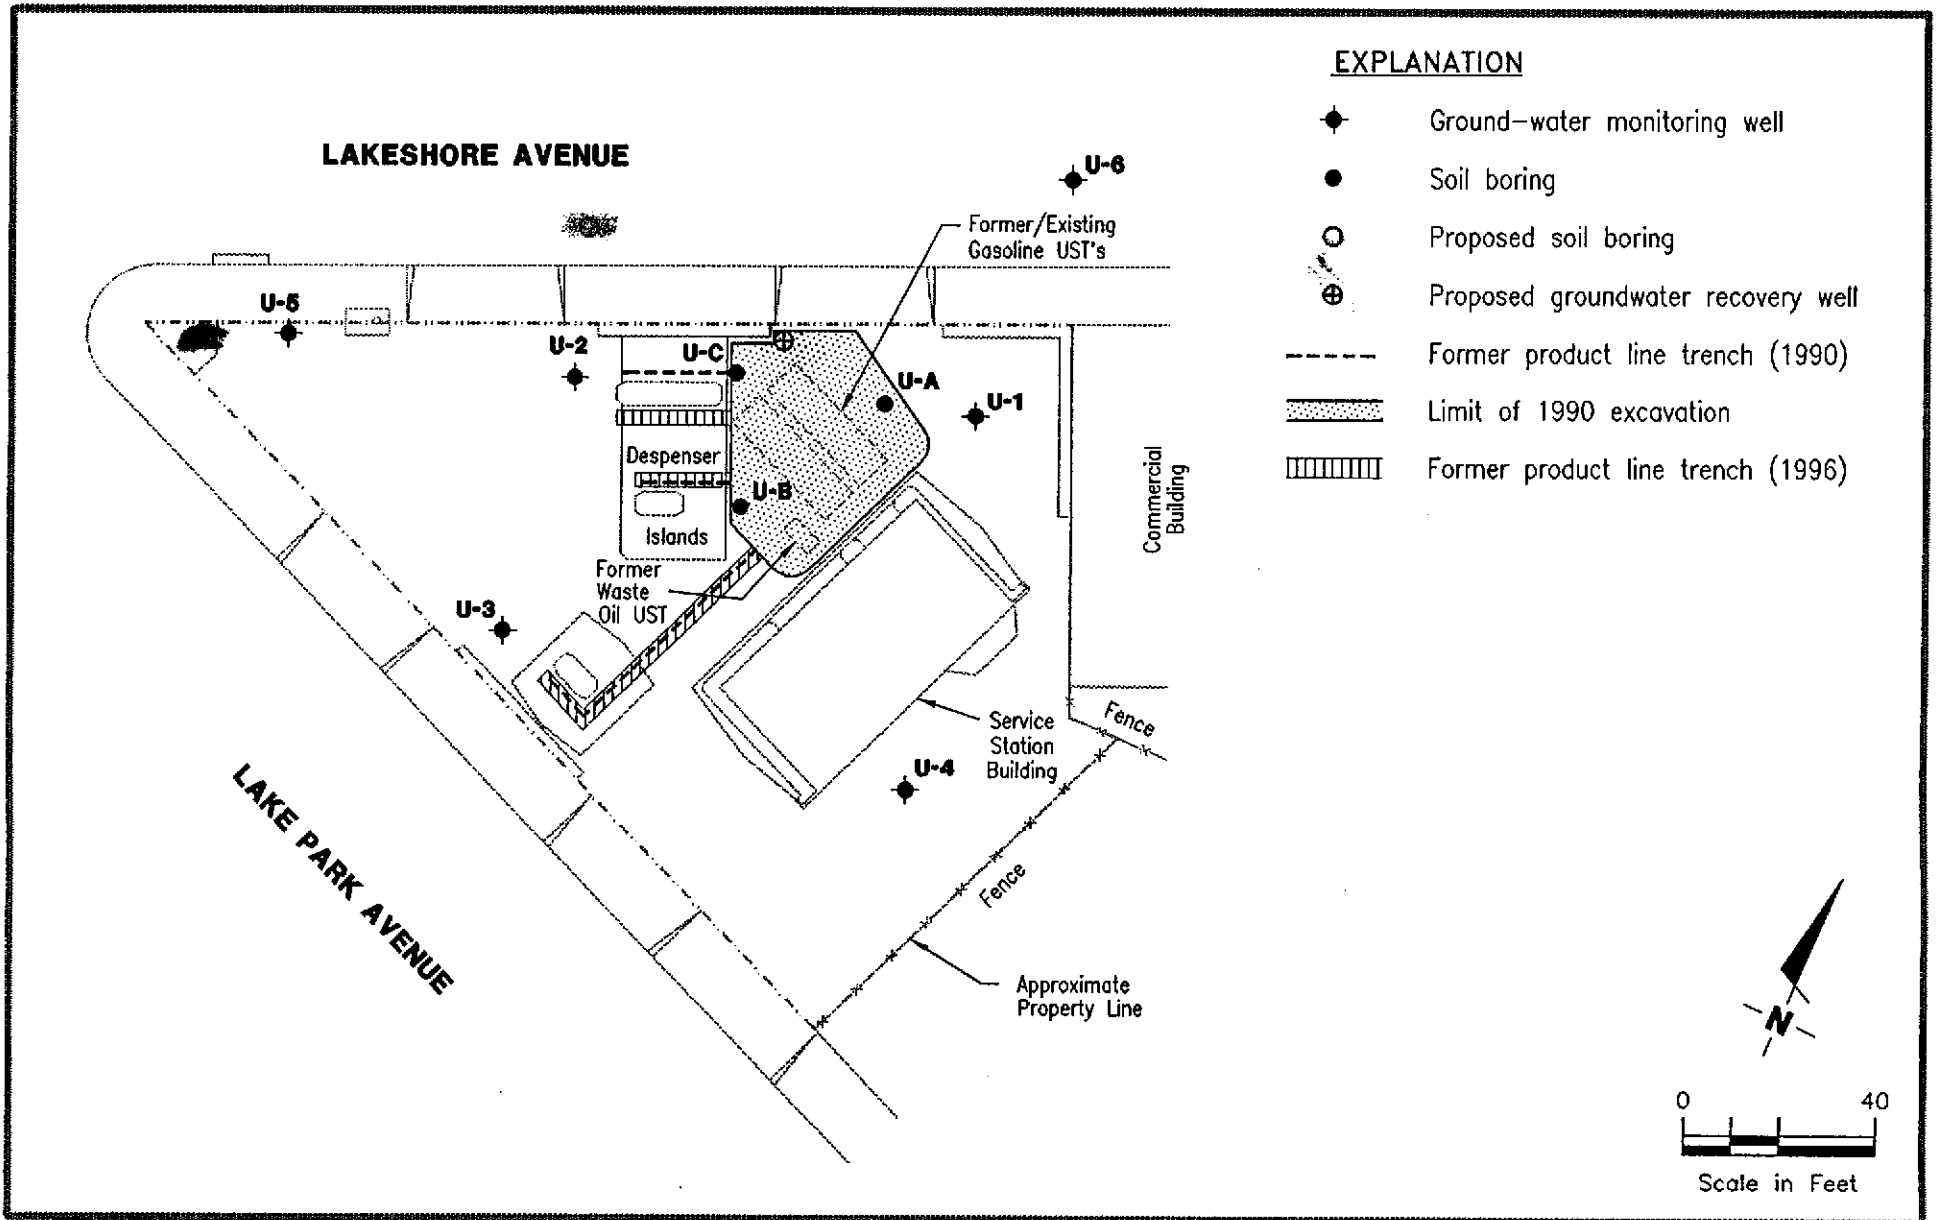 EXPLANATION
Ground-water monitoring well
Soil boring
Proposed soil boring
Proposed groundwater recovery well
Former product line trench (1990)
Limit of 1990 excavation
Former product line trench (1996)
LAKESHORE AVENUE
U-6
Former/Existing
Gasoline UST's
U-5
U-2
U-C
U-A
U-1
Despenser
U-B
Islands
Commercial
Building
Former
Waste
Oil UST
U-3
Service
Station
Building
Fence
U-4
Fence
LAKE PARK AVENUE
Approximate
Property Line
N
0 40
Scale in Feet